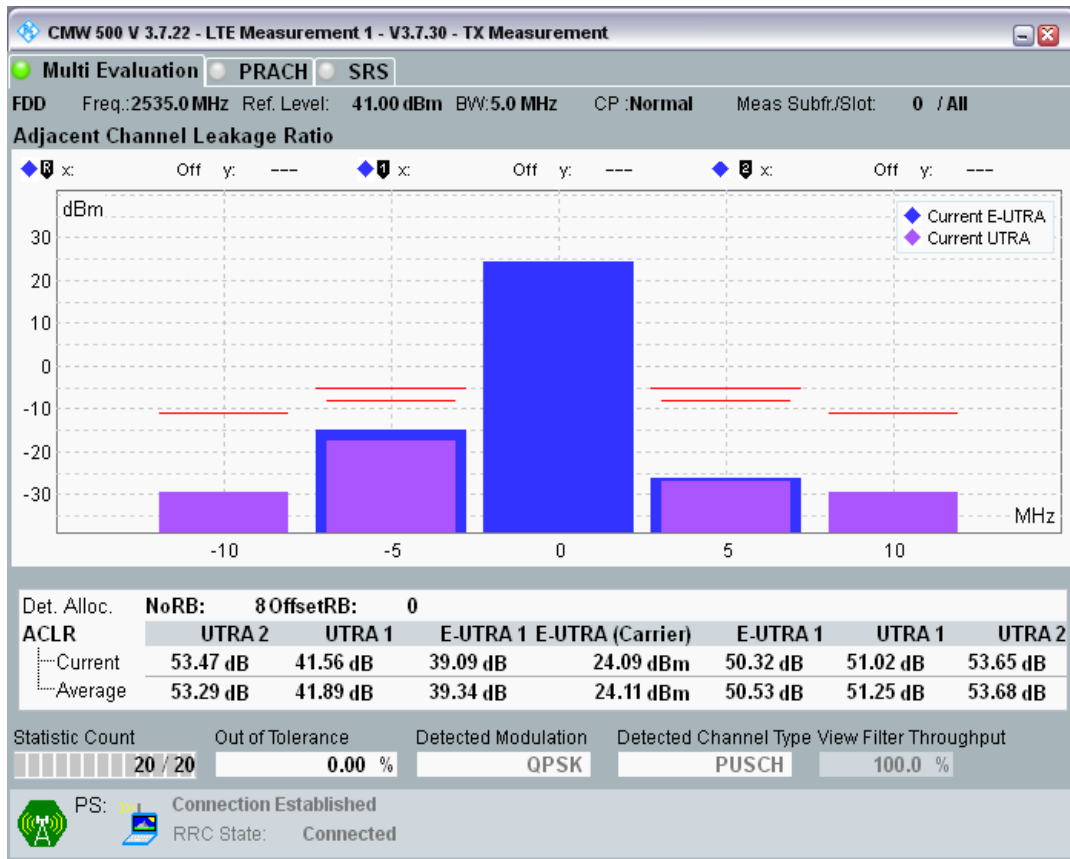 CMW 500 V 3.7.22 - LTE Measurement 1 - V3.7.30 - TX Measurement
Multi Evaluation PRACH SRS
FDD Freq.:2535.0 MHz Ref. Level: 41.00 dBm BW:5.0 MHz CP :Normal Meas Subfr./Slot: 0 / All
Adjacent Channel Leakage Ratio
R x: Off y: --- 1 x: Off y: --- 2 x: Off y: ---
dBm
Current E-UTRA
Current UTRA
30
20
10
0
-10
-20
-30
MHz
-10 -5 0 5 10
Det. Alloc. NoRB: 8 OffsetRB: 0
ACLR UTRA 2 UTRA 1 E-UTRA 1 E-UTRA (Carrier) E-UTRA 1 UTRA 1 UTRA 2
Current 53.47 dB 41.56 dB 39.09 dB 24.09 dBm 50.32 dB 51.02 dB 53.65 dB
Average 53.29 dB 41.89 dB 39.34 dB 24.11 dBm 50.53 dB 51.25 dB 53.68 dB
Statistic Count Out of Tolerance Detected Modulation Detected Channel Type View Filter Throughput
20 / 20 0.00 % QPSK PUSCH 100.0 %
PS: Connection Established
RRC State: Connected